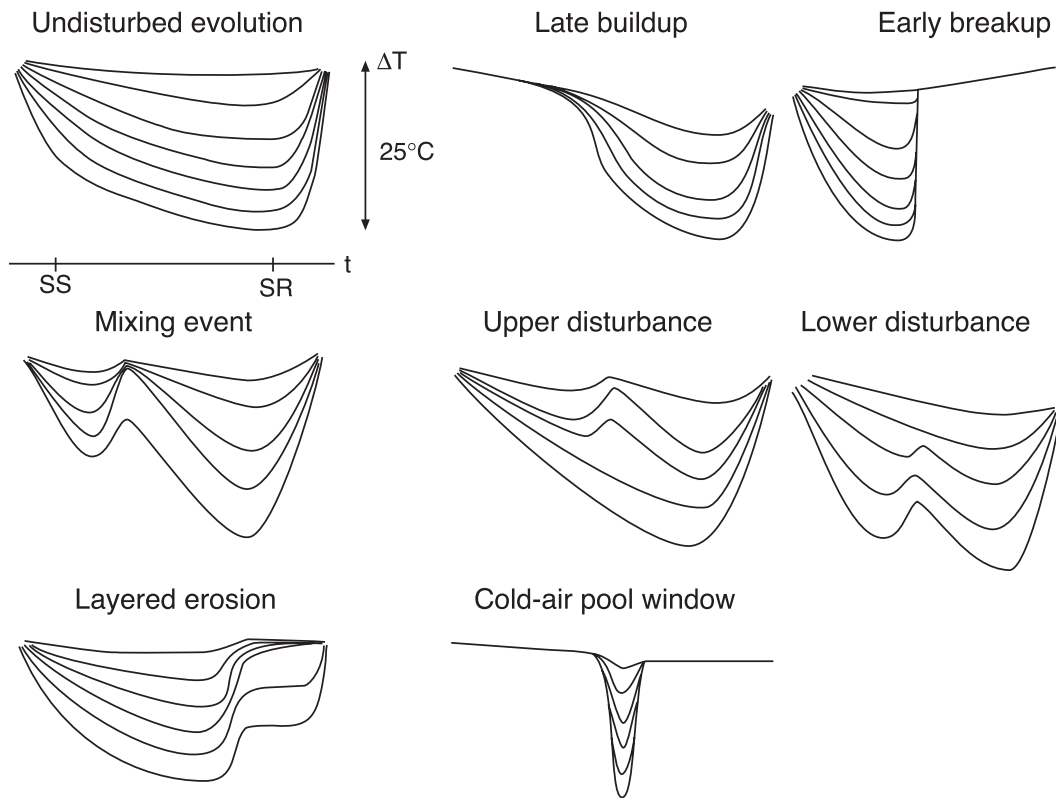 Undisturbed evolution
Late buildup
Early breakup
ΔT
25°C
t
SS
SR
Mixing event
Upper disturbance
Lower disturbance
Layered erosion
Cold-air pool window